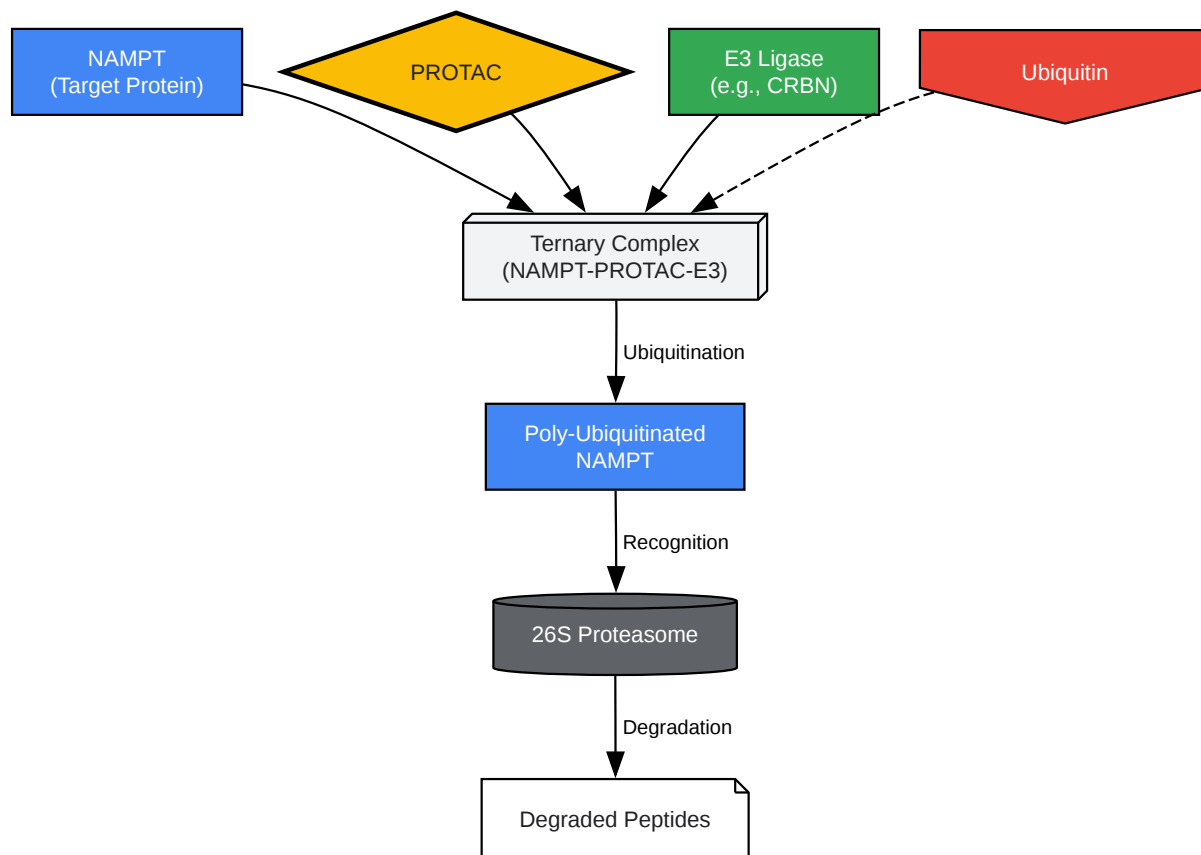 NAMPT
(Target Protein)
PROTAC
E3 Ligase
(e.g., CRBN)
Ubiquitin
Ternary Complex
(NAMPT-PROTAC-E3)
Ubiquitination
Poly-Ubiquitinated
NAMPT
Recognition
26S Proteasome
Degradation
Degraded Peptides